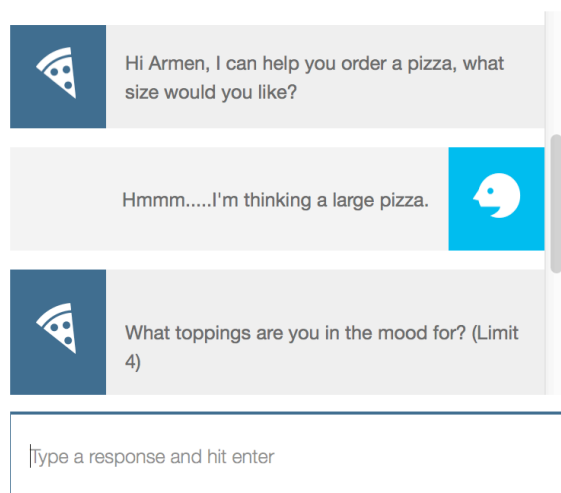 Hi Armen, I can help you order a pizza, what
size would you like?
Hmmm.....I'm thinking a large pizza.
What toppings are you in the mood for? (Limit
4)
Type a response and hit enter